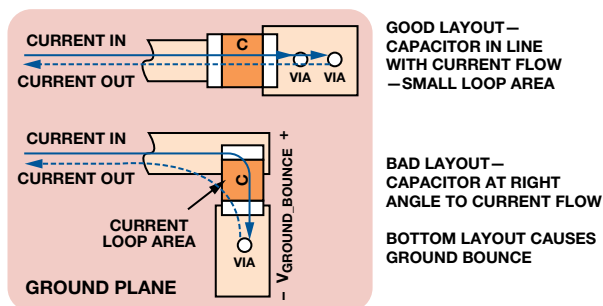 CURRENT IN
CURRENT OUT
C
VIA
VIA
GOOD LAYOUT—
CAPACITOR IN LINE
WITH CURRENT FLOW
—SMALL LOOP AREA
CURRENT IN
CURRENT OUT
C
CURRENT
LOOP AREA
VIA
– VGROUND_BOUNCE +
GROUND PLANE
BAD LAYOUT—
CAPACITOR AT RIGHT
ANGLE TO CURRENT FLOW
BOTTOM LAYOUT CAUSES
GROUND BOUNCE